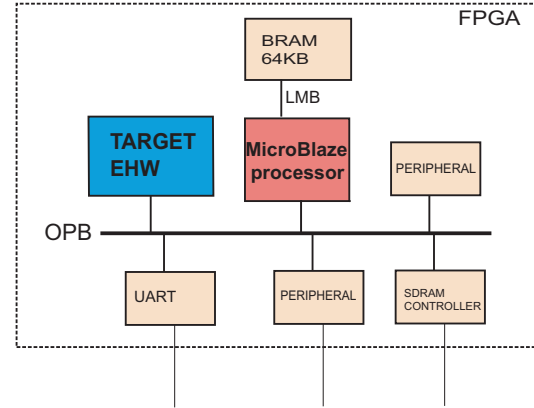 FPGA
BRAM
64KB
LMB
TARGET
EHW
MicroBlaze
processor
PERIPHERAL
OPB
UART
PERIPHERAL
SDRAM
CONTROLLER